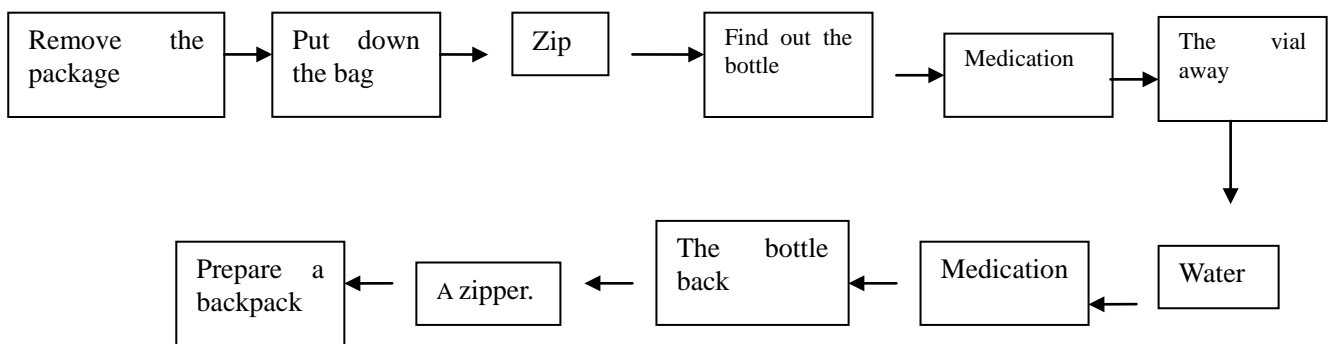 Remove the
package
Put down
the bag
Zip
Find out the
bottle
Medication
The vial
away
Water
Medication
The bottle
back
A zipper.
Prepare a
backpack